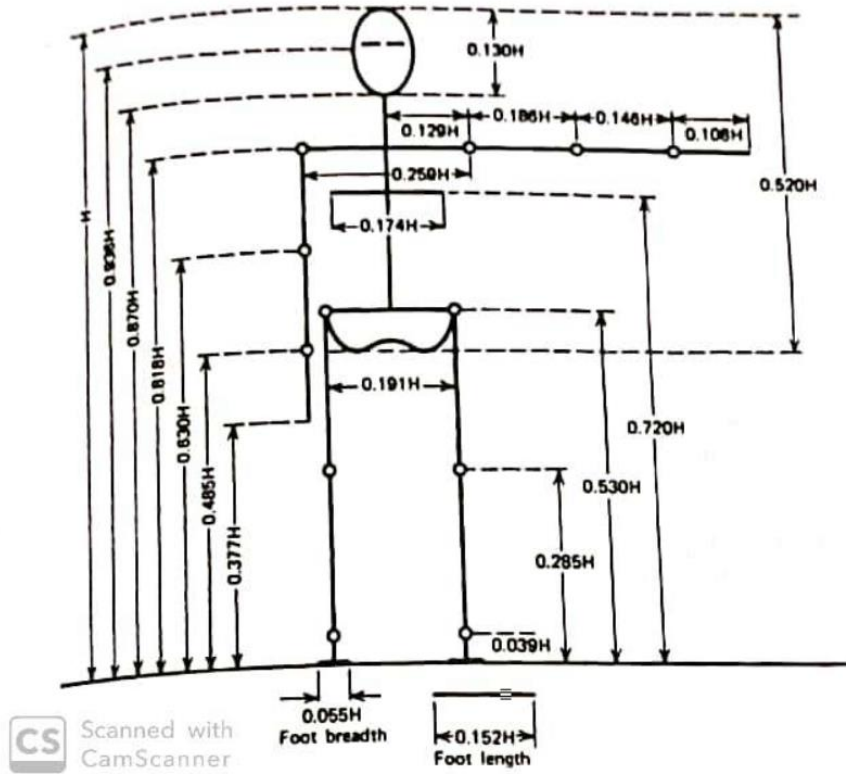 0.130H
0.129H
0.186H
0.146H
0.108H
0.259H
0.520H
0.174H
H
0.936H
0.870H
0.818H
0.630H
0.485H
0.377H
0.191H
0.720H
0.530H
0.285H
0.039H
0.055H
Foot breadth
0.152H
Foot length
CS
Scanned with
CamScanner